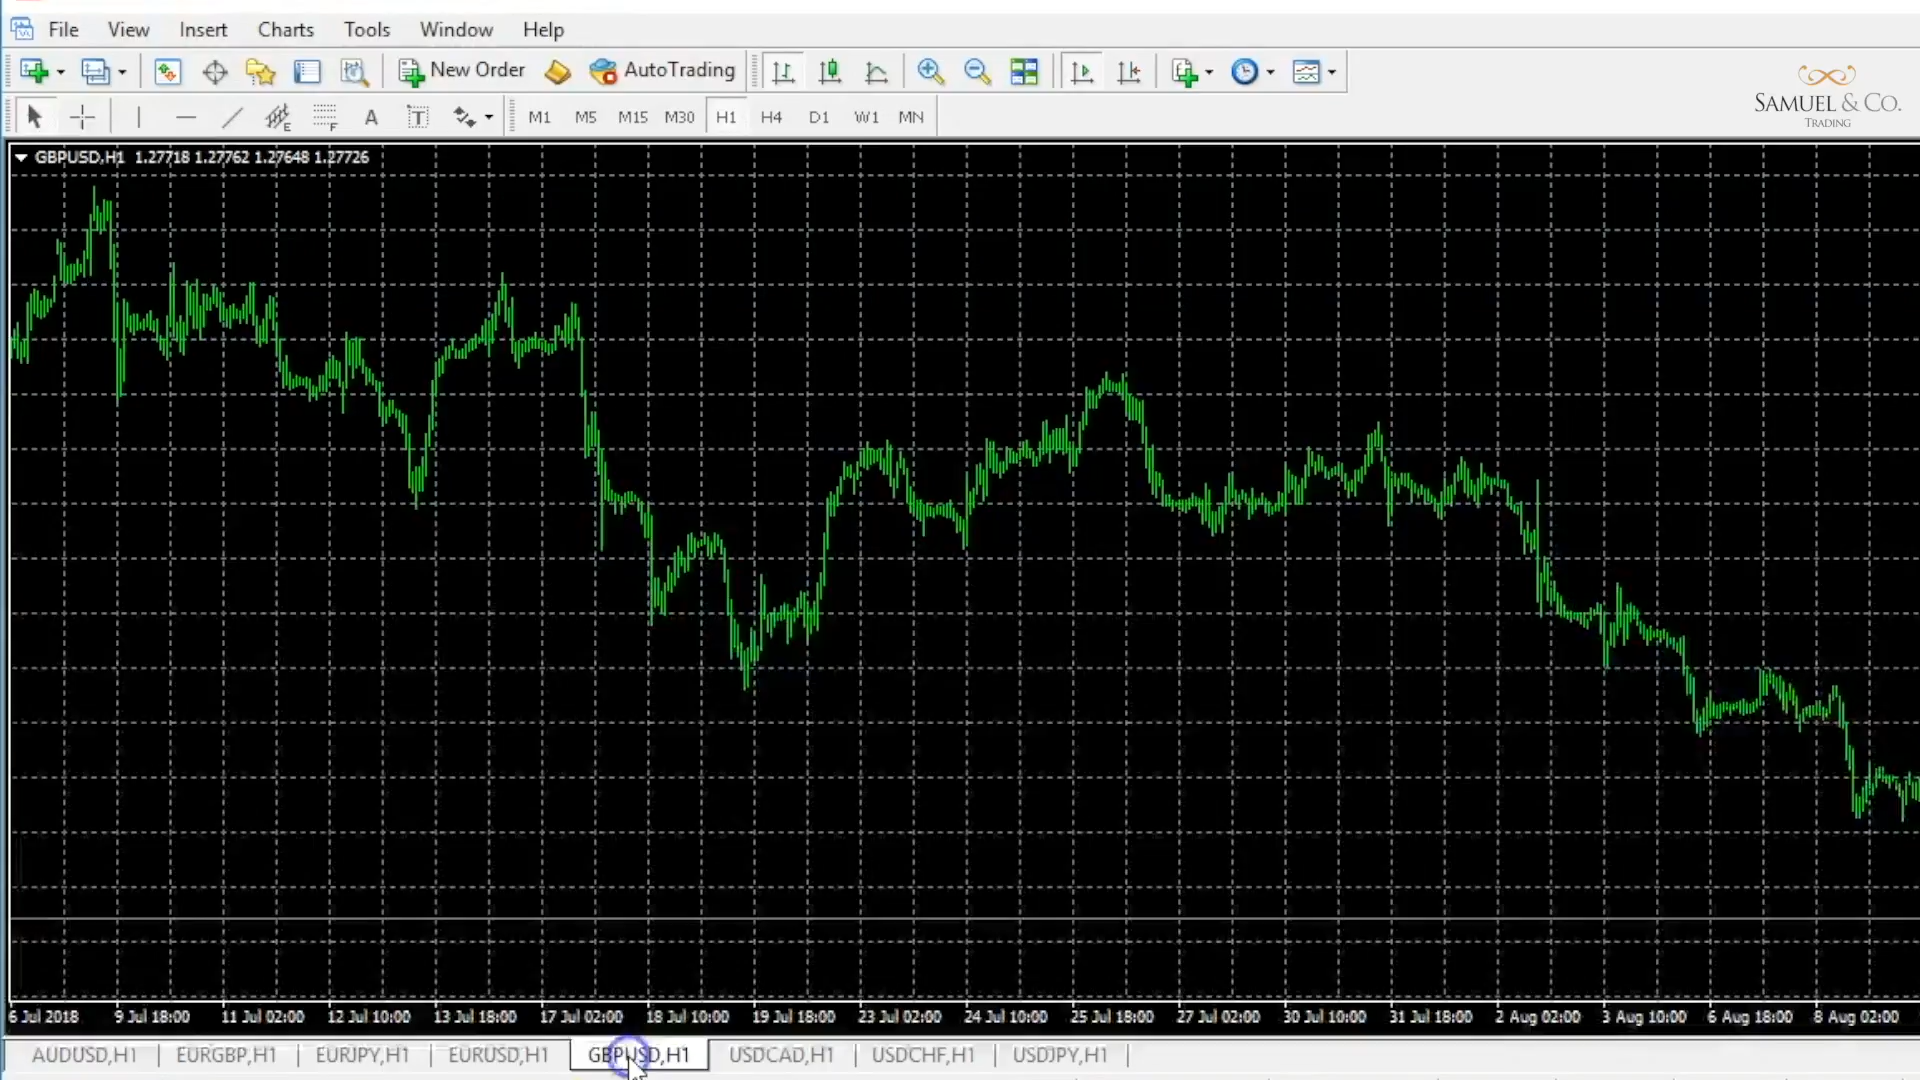 File View Insert Charts Tools Window Help
New Order AutoTrading
SAMUEL & CO.
TRADING
A T E F M1 M5 M15 M30 H1 H4 D1 W1 MN
GBPUSD,H1 1.27718 1.27762 1.27648 1.27726
6 Jul 2018 9 Jul 18:00 11 Jul 02:00 12 Jul 10:00 13 Jul 18:00 17 Jul 02:00 18 Jul 10:00 19 Jul 18:00 23 Jul 02:00 24 Jul 10:00 25 Jul 18:00 27 Jul 02:00 30 Jul 10:00 31 Jul 18:00 2 Aug 02:00 3 Aug 10:00 6 Aug 18:00 8 Aug 02:00
AUDUSD,H1 EURGBP,H1 EURJPY,H1 EURUSD,H1 GBPUSD,H1 USDCAD,H1 USDCHF,H1 USDJPY,H1